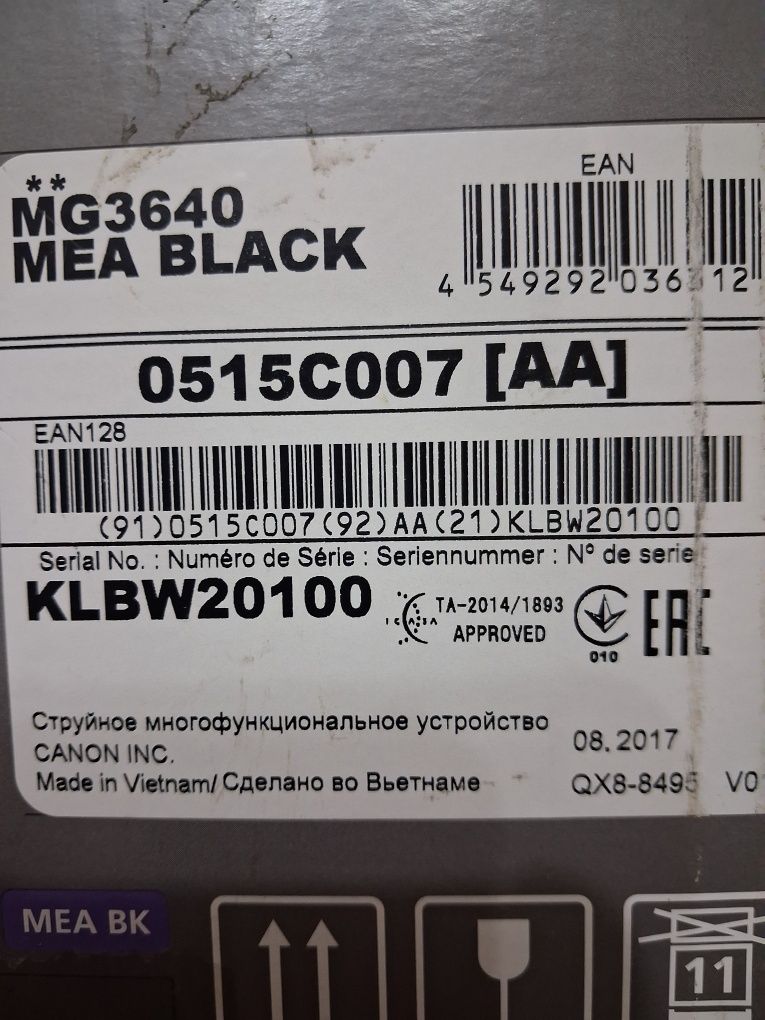 **
MG3640
MEA BLACK
EAN
4 549292 036312
0515C007 [AA]
EAN128
(91)0515C007(92)AA(21)KLBW20100
Serial No. : Numéro de Série : Seriennummer : Nº de serie
KLBW20100
ICASA TA-2014/1893
APPROVED
010
EAC
Струйное многофункциональное устройство
CANON INC.
08.2017
Made in Vietnam/ Сделано во Вьетнаме
QX8-8495 V0
MEA BK
11